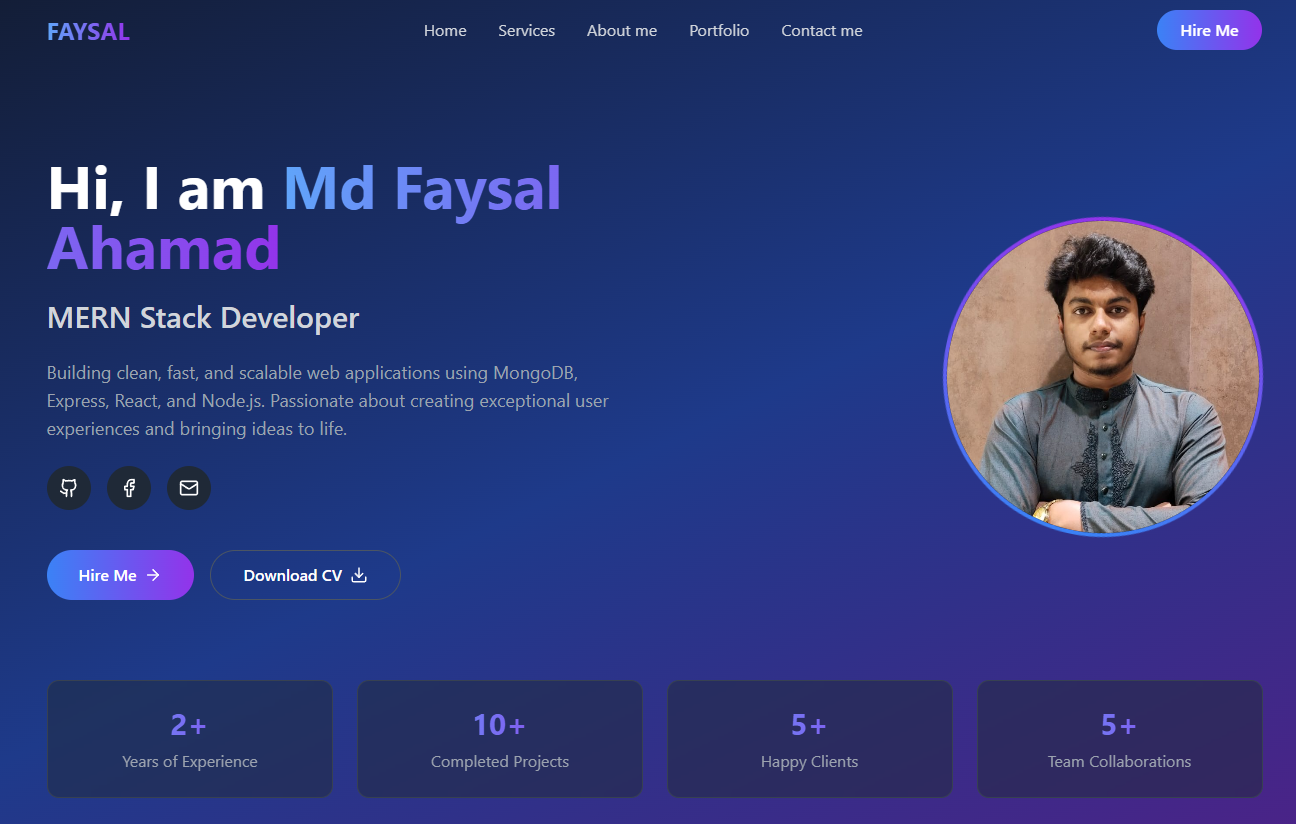 FAYSAL
Home
Services
About me
Portfolio
Contact me
Hire Me
Hi, I am Md Faysal
Ahamad
MERN Stack Developer
Building clean, fast, and scalable web applications using MongoDB,
Express, React, and Node.js. Passionate about creating exceptional user
experiences and bringing ideas to life.
Hire Me
Download CV
2+
Years of Experience
10+
Completed Projects
5+
Happy Clients
5+
Team Collaborations